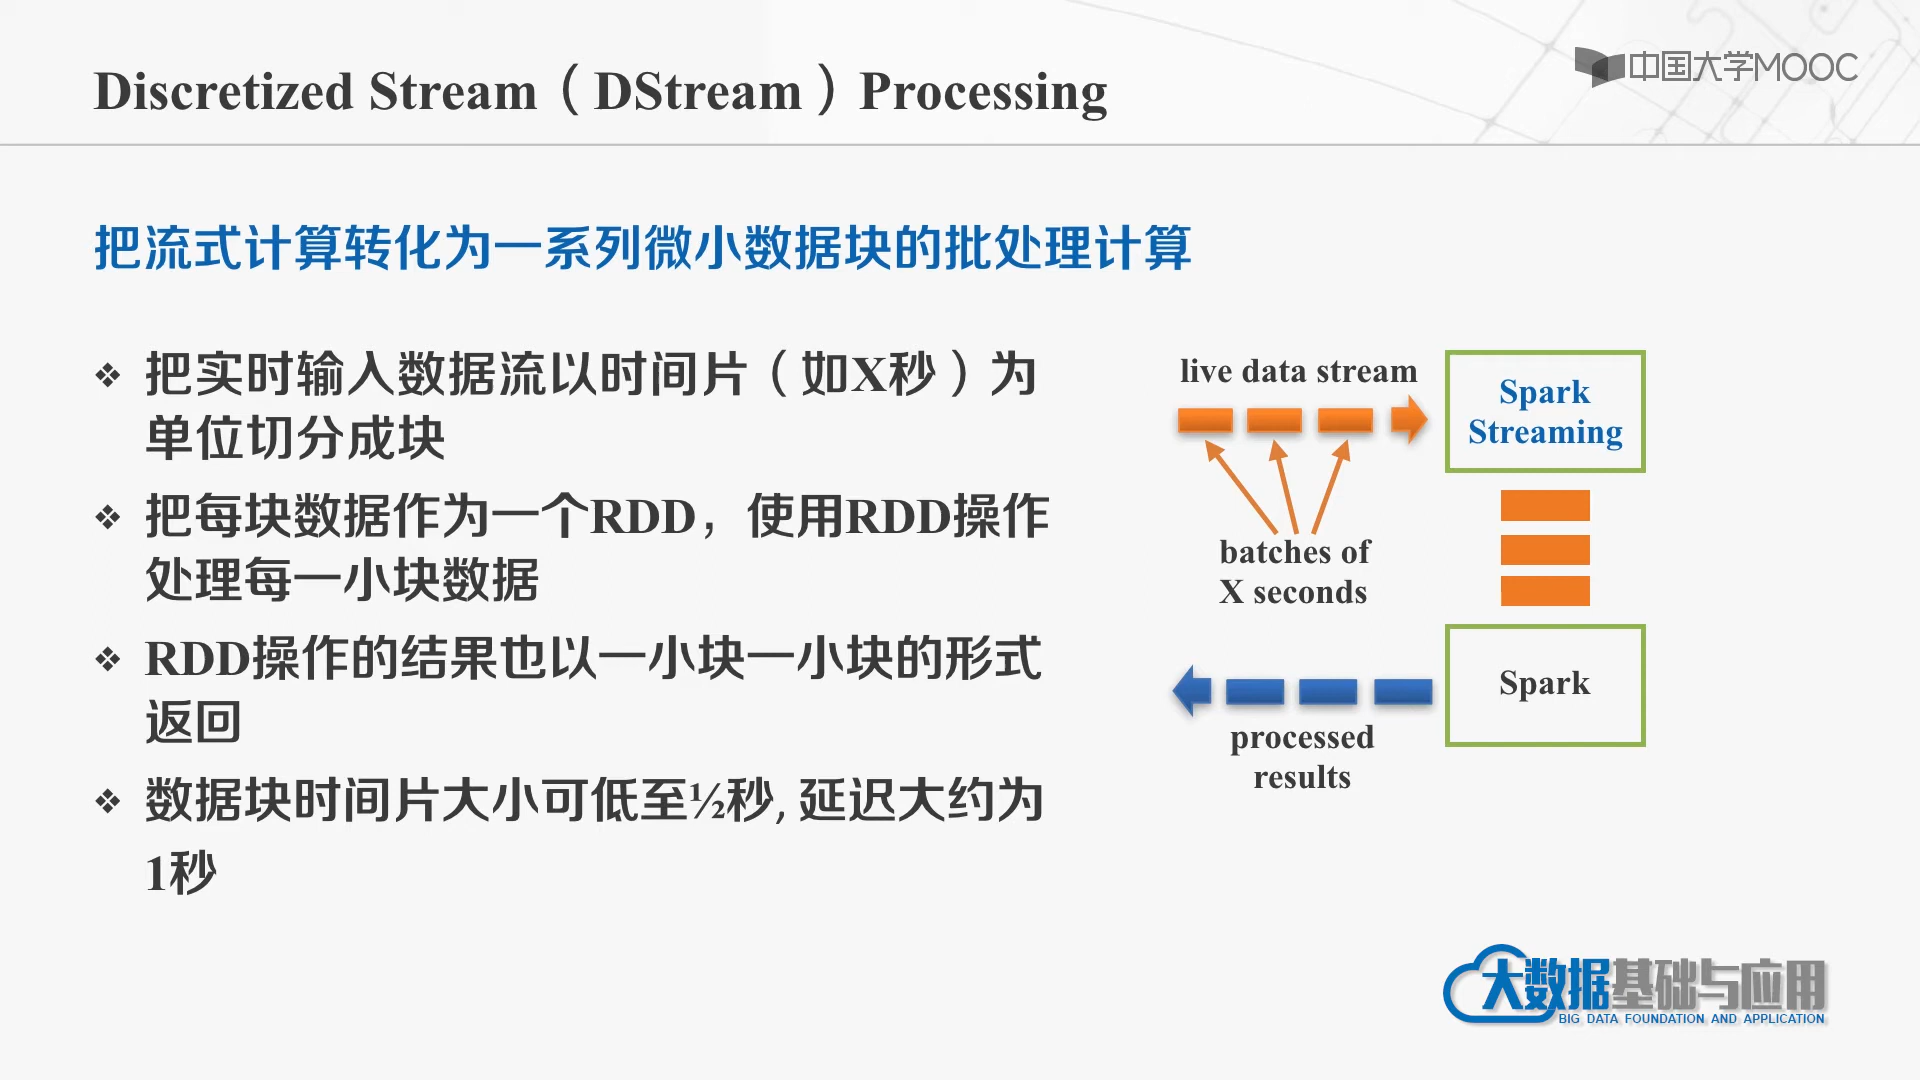 Discretized Stream（DStream）Processing
中国大学MOOC
把流式计算转化为一系列微小数据块的批处理计算
❖ 把实时输入数据流以时间片（如X秒）为
单位切分成块
❖ 把每块数据作为一个RDD，使用RDD操作
处理每一小块数据
❖ RDD操作的结果也以一小块一小块的形式
返回
❖ 数据块时间片大小可低至½秒, 延迟大约为
1秒
live data stream
Spark
Streaming
batches of
X seconds
Spark
processed
results
大数据基础与应用
BIG DATA FOUNDATION AND APPLICATION